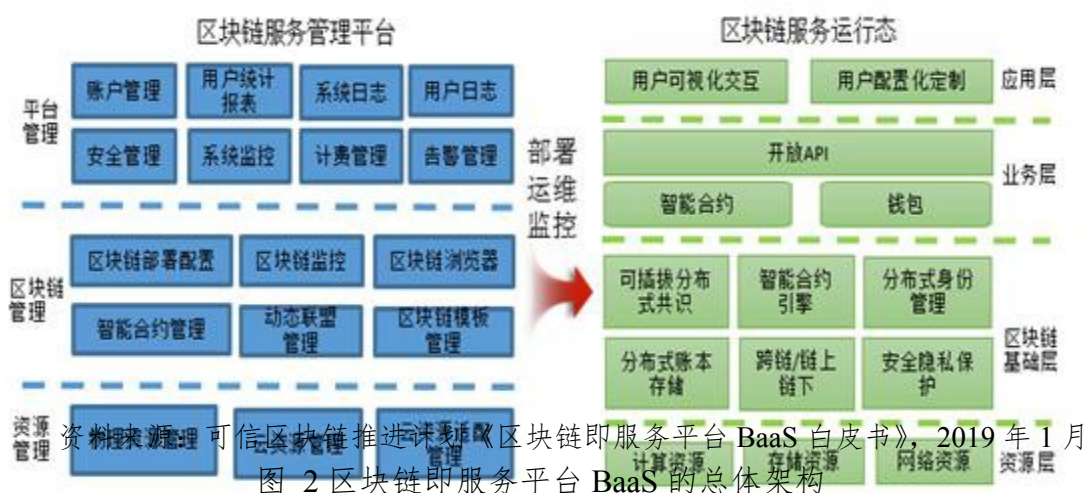 区块链服务管理平台
区块链服务运行态
平台
管理
账户管理
用户统计
报表
系统日志
用户日志
安全管理
系统监控
计费管理
告警管理
区块链
管理
区块链部署配置
区块链监控
区块链浏览器
智能合约管理
动态联盟
管理
区块链模板
管理
资源
管理
云资源管理
管理
部署
运维
监控
用户可视化交互
用户配置化定制
应用层
开放API
智能合约
钱包
业务层
可插拔分布
式共识
智能合约
引擎
分布式身份
管理
分布式账本
存储
跨链/链上
链下
安全隐私保
护
区块链
基础层
计算资源
存储资源
网络资源
资源层
资料来源：可信区块链推进计划《区块链即服务平台 BaaS 白皮书》，2019 年 1 月
图 2 区块链即服务平台 BaaS 的总体架构